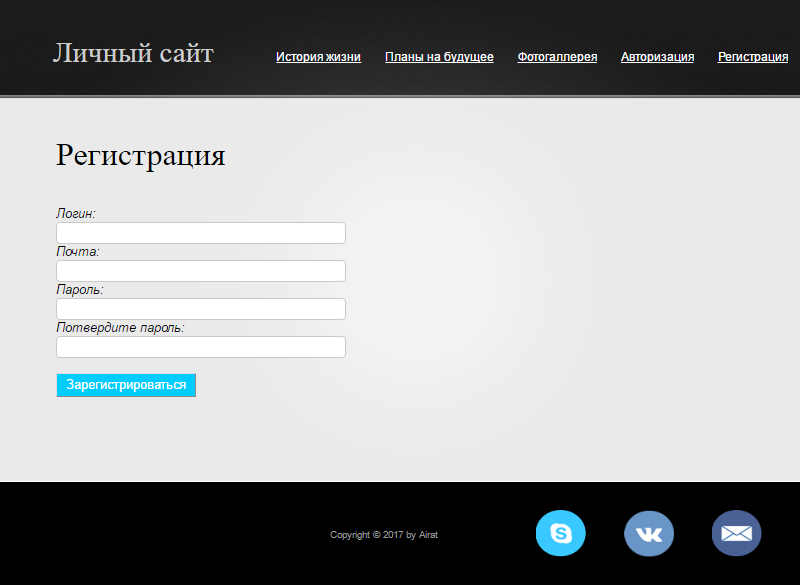 Личный сайт
История жизни Планы на будущее Фотогаллерея Авторизация Регистрация
Регистрация
Логин:
Почта:
Пароль:
Потвердите пароль:
Зарегистрироваться
Copyright © 2017 by Airat